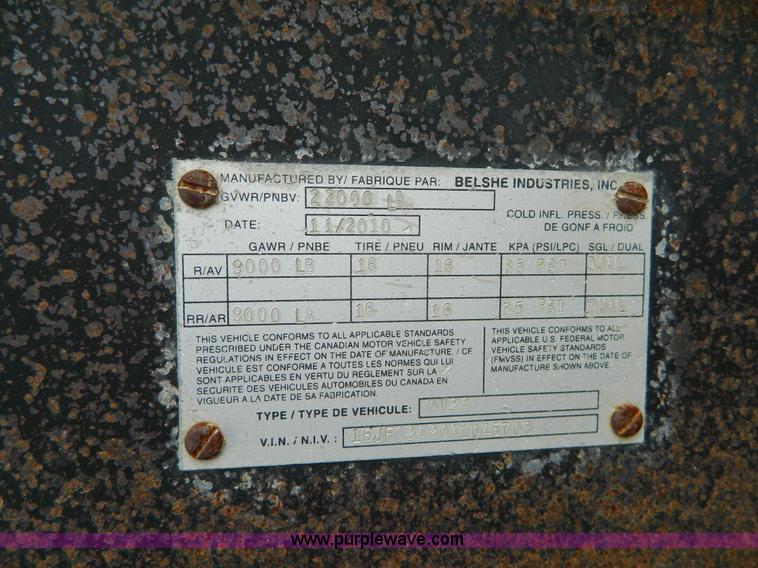 MANUFACTURED BY/ FABRIQUE PAR: BELSHE INDUSTRIES, INC
GVWR/PNBV: 22000 LB
DATE: 11/2010
COLD INFL. PRESS./ PRESS.
DE GONF A FROID
GAWR / PNBE TIRE / PNEU RIM / JANTE KPA (PSI/LPC) SGL / DUAL
R/AV 9000 LB 16 16 85 PSI DUAL
RR/AR 9000 LB 16 16 85 PSI DUAL
THIS VEHICLE CONFORMS TO ALL APPLICABLE STANDARDS
PRESCRIBED UNDER THE CANADIAN MOTOR VEHICLE SAFETY
REGULATIONS IN EFFECT ON THE DATE OF MANUFACTURE. / CF
VEHICULE EST CONFORME A TOUTES LES NORMES QUI LUI
SONT APPLICABLES EN VERTU DU REGLEMENT SUR LA
SECURITE DES VEHICULES AUTOMOBILES DU CANADA EN
VIGUEUR A LA DATE DE SA FABRICATION.
THIS VEHICLE CONFORMS TO ALL
APPLICABLE U.S. FEDERAL MOTOR
VEHICLE SAFETY STANDARDS
(FMVSS) IN EFFECT ON THE DATE OF
MANUFACTURE SHOWN ABOVE
TYPE / TYPE DE VEHICULE:
V.I.N. / N.I.V. :
www.purplewave.com